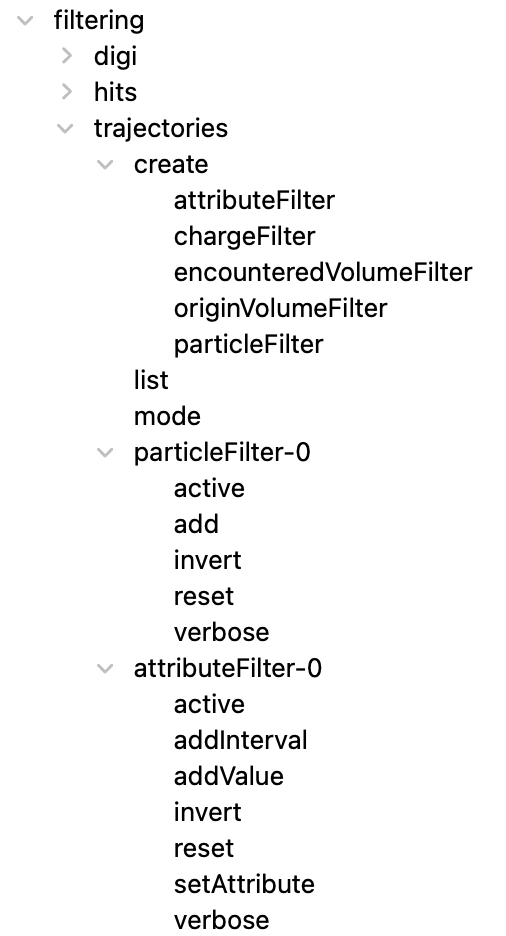 filtering
digi
hits
trajectories
create
attributeFilter
chargeFilter
encounteredVolumeFilter
originVolumeFilter
particleFilter
list
mode
particleFilter-0
active
add
invert
reset
verbose
attributeFilter-0
active
addInterval
addValue
invert
reset
setAttribute
verbose